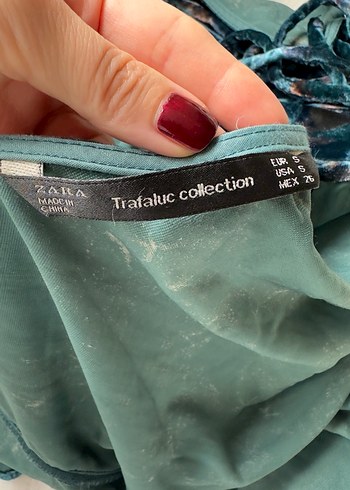 ZARA
MADE IN
CHINA
Trafaluc collection
EUR S
USA S
MEX 26